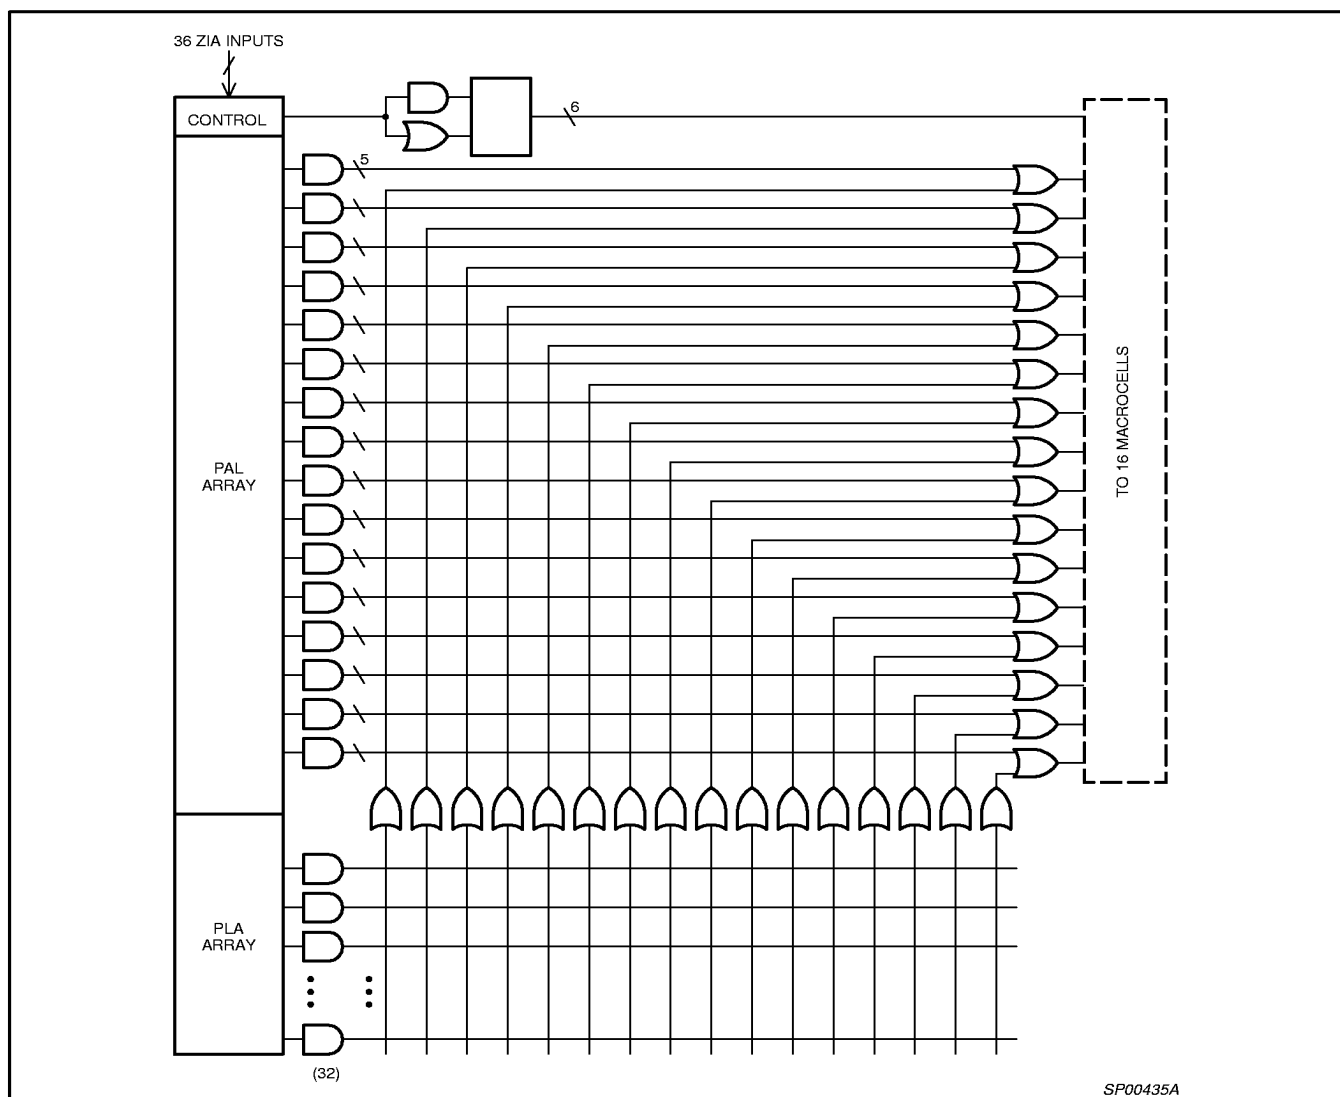 36 ZIA INPUTS
CONTROL
6
5
PAL
ARRAY
TO 16 MACROCELLS
PLA
ARRAY
(32)
SP00435A